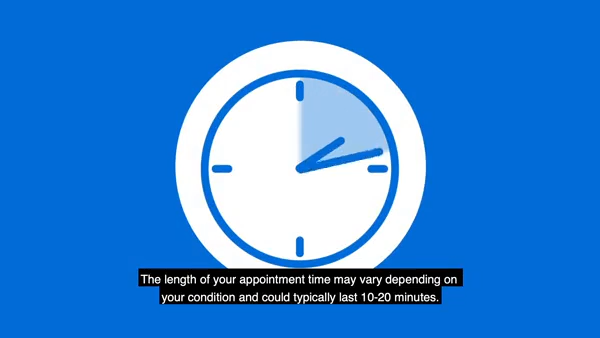 The length of your appointment time may vary depending on
your condition and could typically last 10-20 minutes.